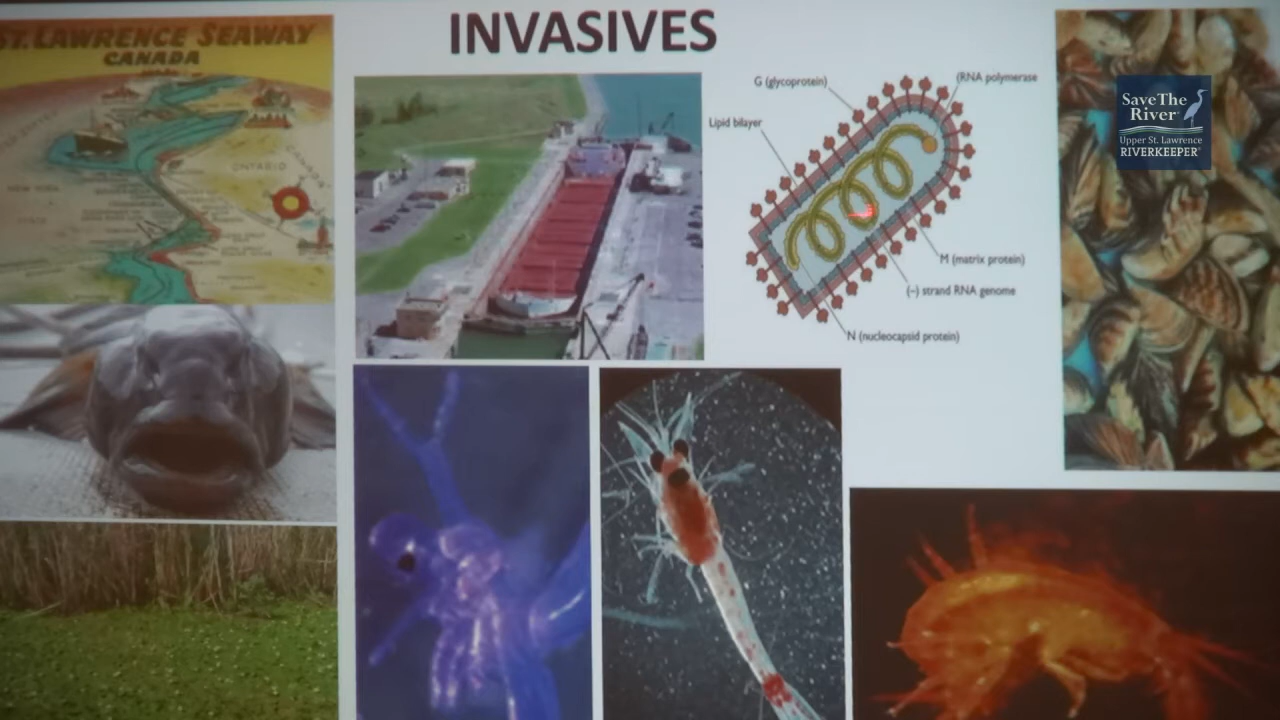 INVASIVES
ST. LAWRENCE SEAWAY
CANADA
ONTARIO
CANADA
NEW YORK
G (glycoprotein)
(RNA polymerase
Lipid bilayer
M (matrix protein)
(−) strand RNA genome
N (nucleocapsid protein)
Save The
River®
Upper St. Lawrence
RIVERKEEPER®